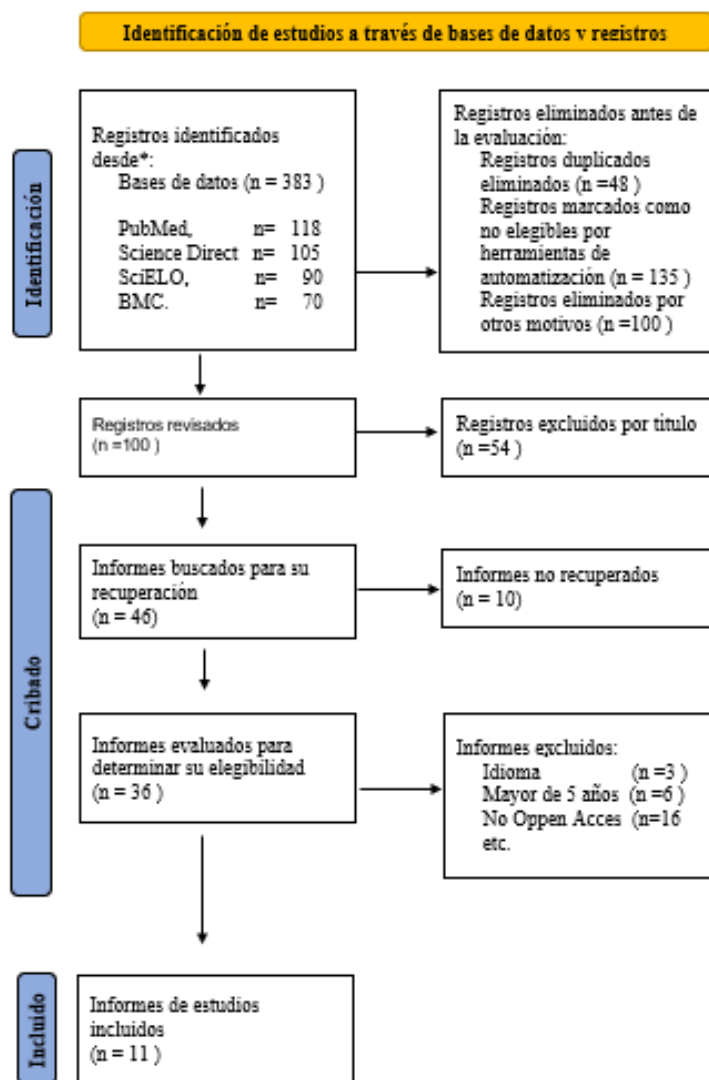 Identificación de estudios a través de bases de datos v registros
Identificación
Registros identificados
desde*:
Bases de datos (n = 383 )
PubMed, n= 118
Science Direct n= 105
SciELO, n= 90
BMC. n= 70
Registros eliminados antes de
la evaluación:
Registros duplicados
eliminados (n =48 )
Registros marcados como
no elegibles por
herramientas de
automatización (n = 135 )
Registros eliminados por
otros motivos (n =100 )
Registros revisados
(n =100 )
Registros excluidos por titulo
(n =54 )
Cribado
Informes buscados para su
recuperación
(n = 46)
Informes no recuperados
(n = 10)
Informes evaluados para
determinar su elegibilidad
(n = 36 )
Informes excluidos:
Idioma (n =3 )
Mayor de 5 años (n =6 )
No Oppen Acces (n=16
etc.
Incluido
Informes de estudios
incluidos
(n = 11 )